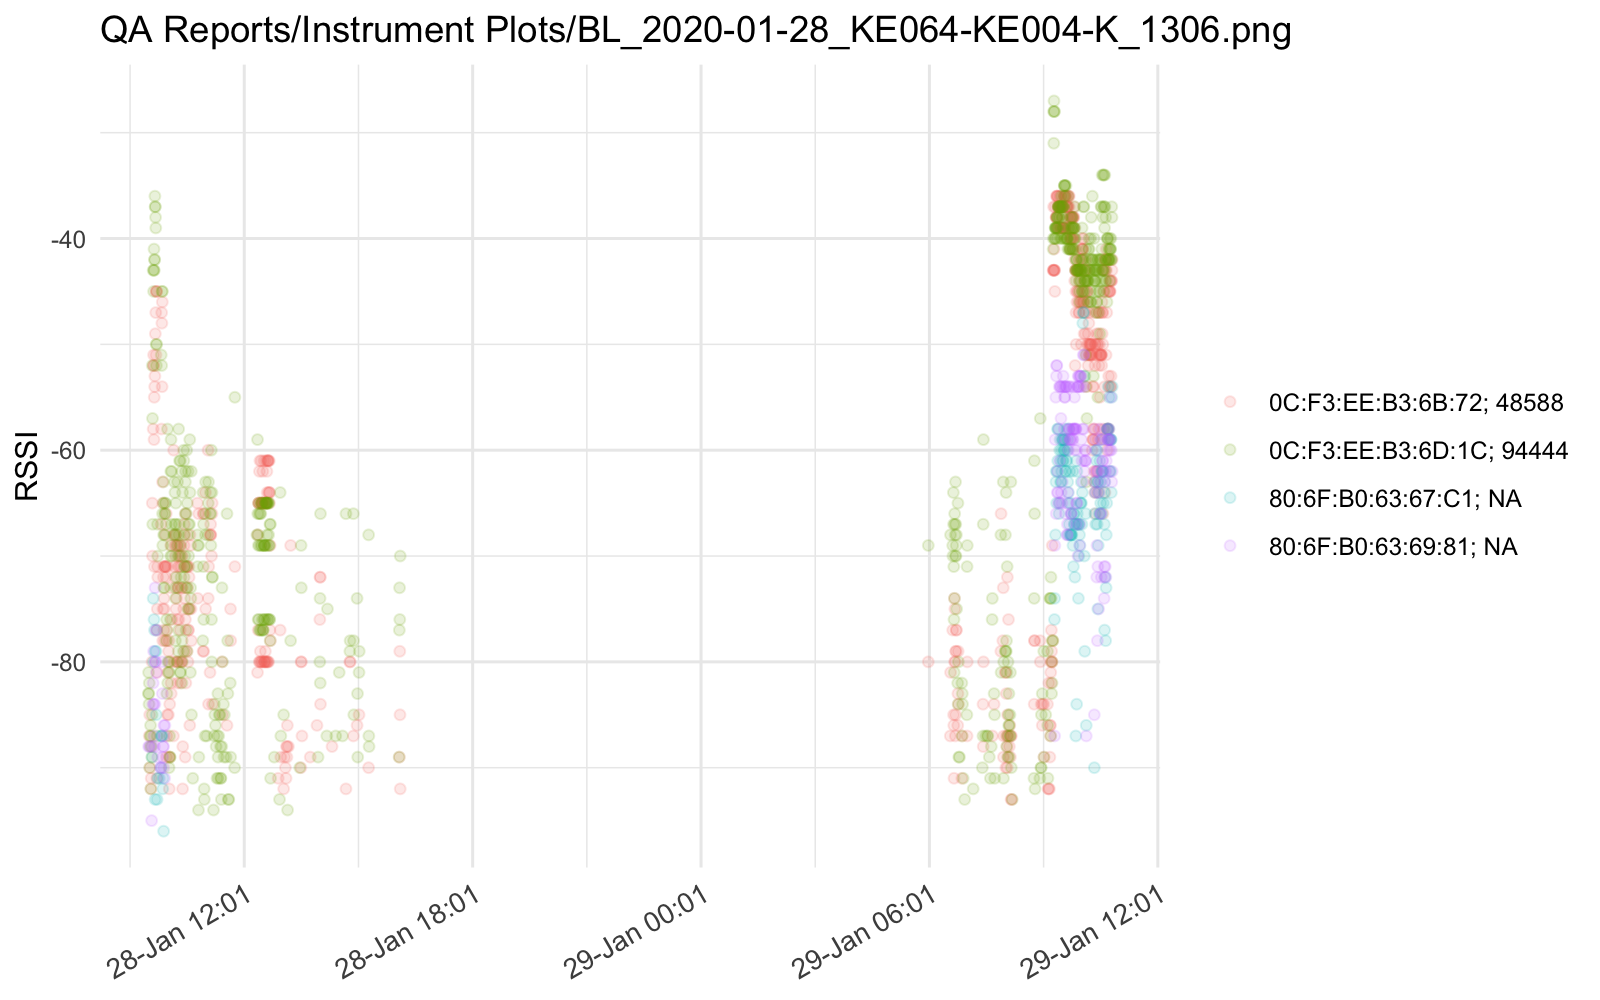 QA Reports/Instrument Plots/BL_2020-01-28_KE064-KE004-K_1306.png
RSSI
-40
-60
-80
28-Jan 12:01
28-Jan 18:01
29-Jan 00:01
29-Jan 06:01
29-Jan 12:01
0C:F3:EE:B3:6B:72; 48588
0C:F3:EE:B3:6D:1C; 94444
80:6F:B0:63:67:C1; NA
80:6F:B0:63:69:81; NA